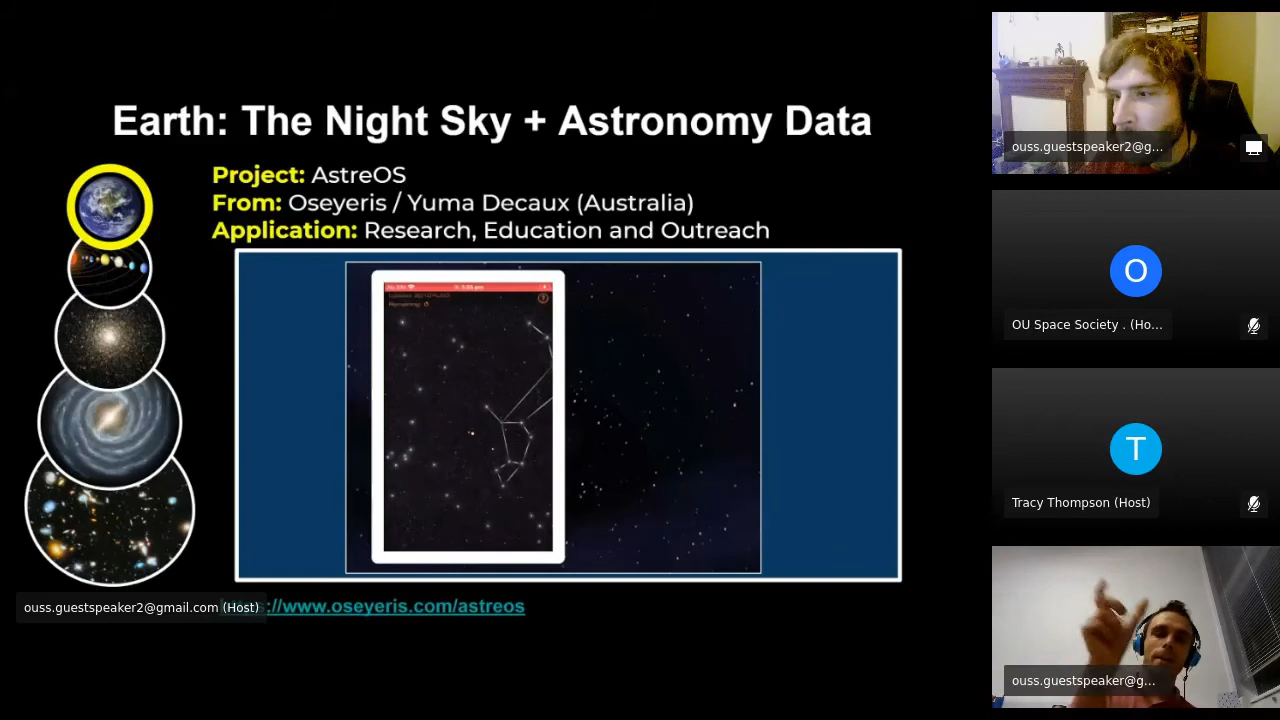 Earth: The Night Sky + Astronomy Data
Project: AstreOS
From: Oseyeris / Yuma Decaux (Australia)
Application: Research, Education and Outreach
?
ouss.guestspeaker2@gmail.com (Host)
://www.oseyeris.com/astreos
ouss.guestspeaker2@g...
O
OU Space Society . (Ho...
T
Tracy Thompson (Host)
ouss.guestspeaker@g...